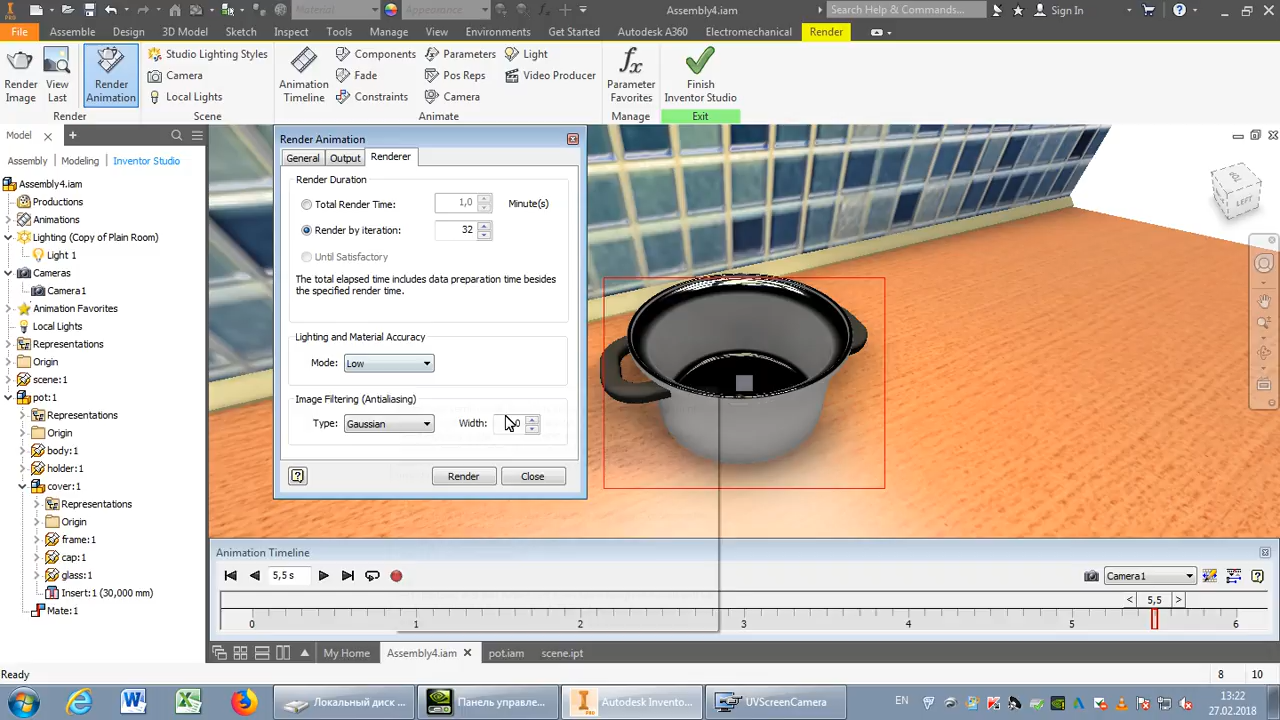 Material
Appearance
Assembly4.iam
Search Help & Commands...
Sign In
File
Assemble
Design
3D Model
Sketch
Inspect
Tools
Manage
View
Environments
Get Started
Autodesk A360
Electromechanical
Render
Render Image
View Last
Render Animation
Studio Lighting Styles
Camera
Local Lights
Animation Timeline
Components
Fade
Constraints
Parameters
Pos Reps
Camera
Light
Video Producer
Parameter Favorites
Finish Inventor Studio
Render
Scene
Animate
Manage
Exit
Model
Assembly
Modeling
Inventor Studio
Assembly4.iam
Productions
Animations
Lighting (Copy of Plain Room)
Light 1
Cameras
Camera1
Animation Favorites
Local Lights
Representations
Origin
scene:1
pot:1
Representations
Origin
body:1
holder:1
cover:1
Representations
Origin
frame:1
cap:1
glass:1
Insert:1 (30,000 mm)
Mate:1
Render Animation
General
Output
Renderer
Render Duration
Total Render Time:
1,0
Minute(s)
Render by iteration:
32
Until Satisfactory
The total elapsed time includes data preparation time besides
the specified render time.
Lighting and Material Accuracy
Mode:
Low
Image Filtering (Antialiasing)
Type:
Gaussian
Width:
Render
Close
LEFT
Animation Timeline
5,5 s
Camera1
< 5,5 >
0 1 2 3 4 5 6
My Home
Assembly4.iam
pot.iam
scene.ipt
Ready
8
10
Локальный диск ...
Панель управле...
Autodesk Invento...
UVScreenCamera
EN
13:22
27.02.2018